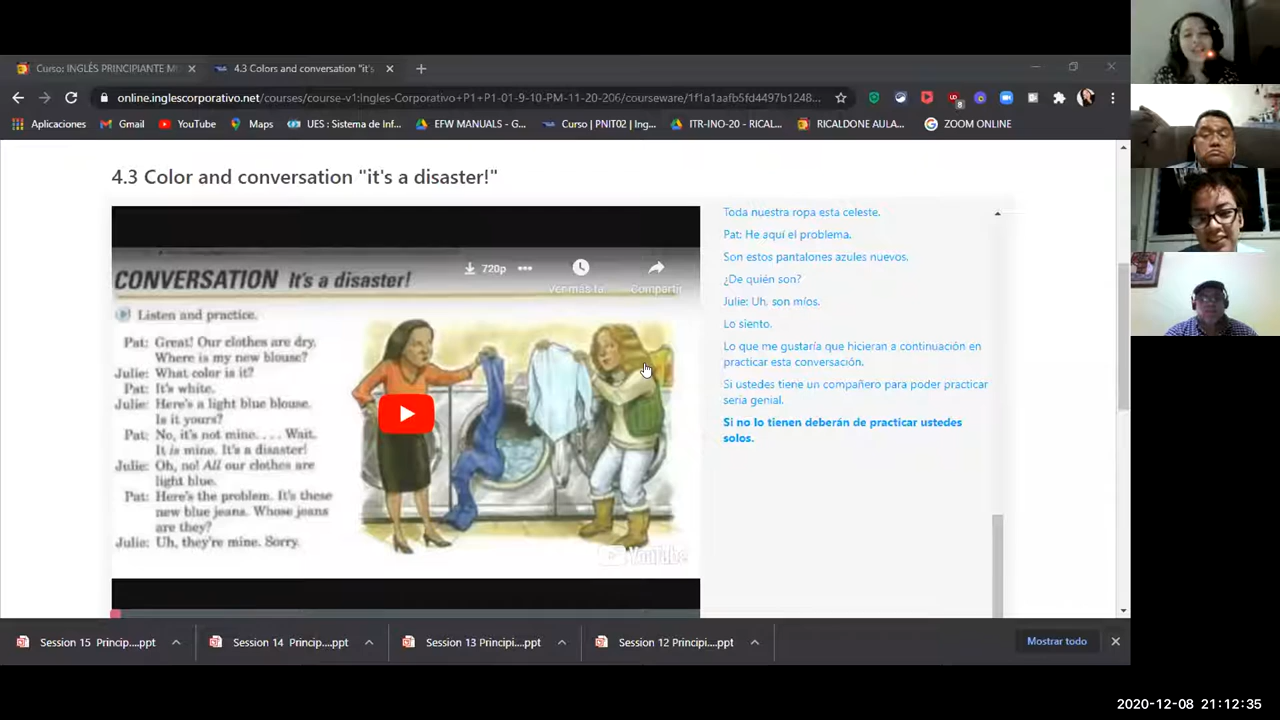 Curso: INGLÉS PRINCIPIANTE M
4.3 Colors and conversation "it's
online.inglescorporativo.net/courses/course-v1:Ingles-Corporativo+P1+P1-01-9-10-PM-11-20-206/courseware/1f1a1aafb5fd4497b1248...
Aplicaciones
Gmail
YouTube
Maps
UES : Sistema de Inf...
EFW MANUALS -...
Curso | PNIT02 | Ing...
ITR-INO-20 - RICAL...
RICALDONE AULA...
ZOOM ONLINE
4.3 Color and conversation "it's a disaster!"
720p
Ver más ta
Compartir
CONVERSATION It's a disaster!
Listen and practice.
Pat: Great! Our clothes are dry.
Where is my new blouse?
Julie: What color is it?
Pat: It's white.
Julie: Here's a light blue blouse.
Is it yours?
Pat: No, it's not mine. . . . Wait.
It is mine. It's a disaster!
Julie: Oh, no! All our clothes are
light blue.
Pat: Here's the problem. It's these
new blue jeans. Whose jeans
are they?
Julie: Uh, they're mine. Sorry.
YouTube
Toda nuestra ropa esta celeste.
Pat: He aquí el problema.
Son estos pantalones azules nuevos.
¿De quién son?
Julie: Uh, son míos.
Lo siento.
Lo que me gustaría que hicieran a continuación en
practicar esta conversación.
Si ustedes tiene un compañero para poder practicar
seria genial.
Si no lo tienen deberán de practicar ustedes
solos.
Session 15 Princip....ppt
Session 14 Princip....ppt
Session 13 Principi....ppt
Session 12 Principi....ppt
Mostrar todo
2020-12-08 21:12:35